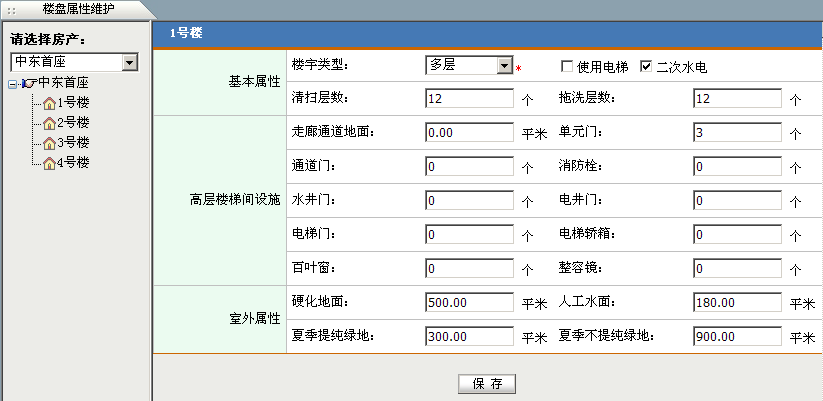 楼盘属性维护
请选择房产:
中东首座
中东首座
1号楼
2号楼
3号楼
4号楼
1号楼
基本属性
楼宇类型: 多层 * 使用电梯 二次水电
清扫层数: 12 个 拖洗层数: 12 个
高层楼梯间设施
走廊通道地面: 0.00 平米 单元门: 3 个
通道门: 0 个 消防栓: 0 个
水井门: 0 个 电井门: 0 个
电梯门: 0 个 电梯轿箱: 0 个
百叶窗: 0 个 整容镜: 0 个
室外属性
硬化地面: 500.00 平米 人工水面: 180.00 平米
夏季提纯绿地: 300.00 平米 夏季不提纯绿地: 900.00 平米
保 存